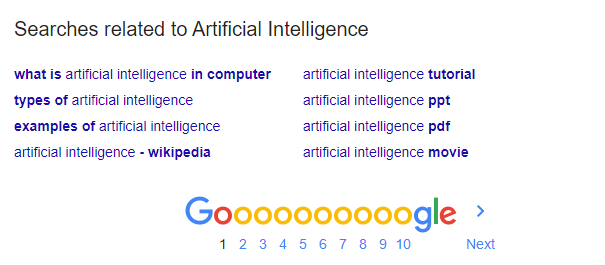 Searches related to Artificial Intelligence
what is artificial intelligence in computer
types of artificial intelligence
examples of artificial intelligence
artificial intelligence - wikipedia
artificial intelligence tutorial
artificial intelligence ppt
artificial intelligence pdf
artificial intelligence movie
Goooooooooogle >
1 2 3 4 5 6 7 8 9 10 Next